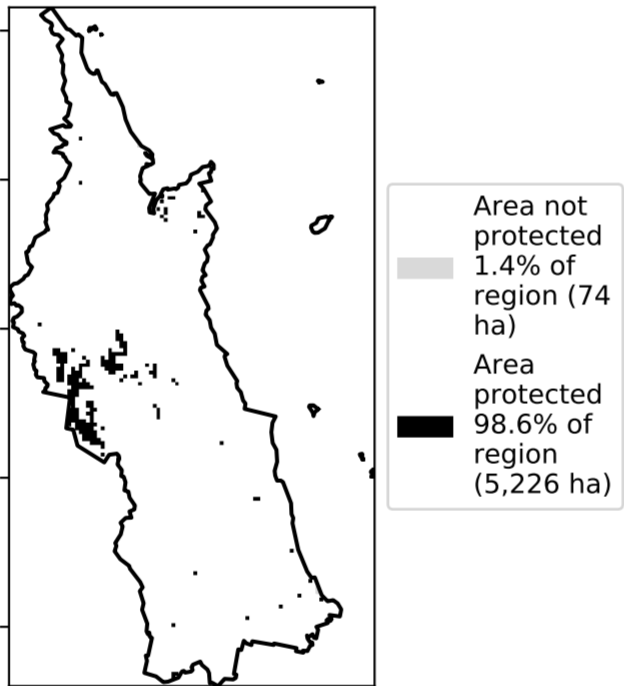 Area not
protected
1.4% of
region (74
ha)
Area
protected
98.6% of
region
(5,226 ha)